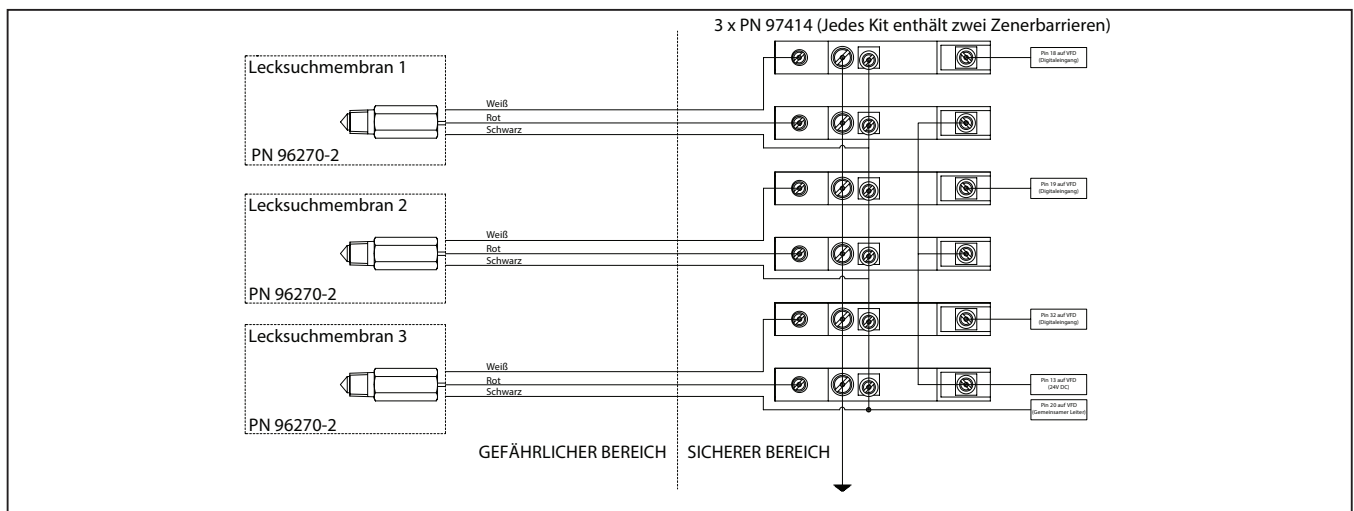 3 x PN 97414 (Jedes Kit enthält zwei Zenerbarrieren)
Pin 18 auf VFD
(Digitaleingang)
Lecksuchmembran 1
Weiß
Rot
Schwarz
PN 96270-2
Pin 19 auf VFD
(Digitaleingang)
Lecksuchmembran 2
Weiß
Rot
Schwarz
PN 96270-2
Pin 32 auf VFD
(Digitaleingang)
Lecksuchmembran 3
Weiß
Rot
Schwarz
PN 96270-2
Pin 13 auf VFD
(24V DC)
Pin 20 auf VFD
(Gemeinsamer Leiter)
GEFÄHRLICHER BEREICH
SICHERER BEREICH